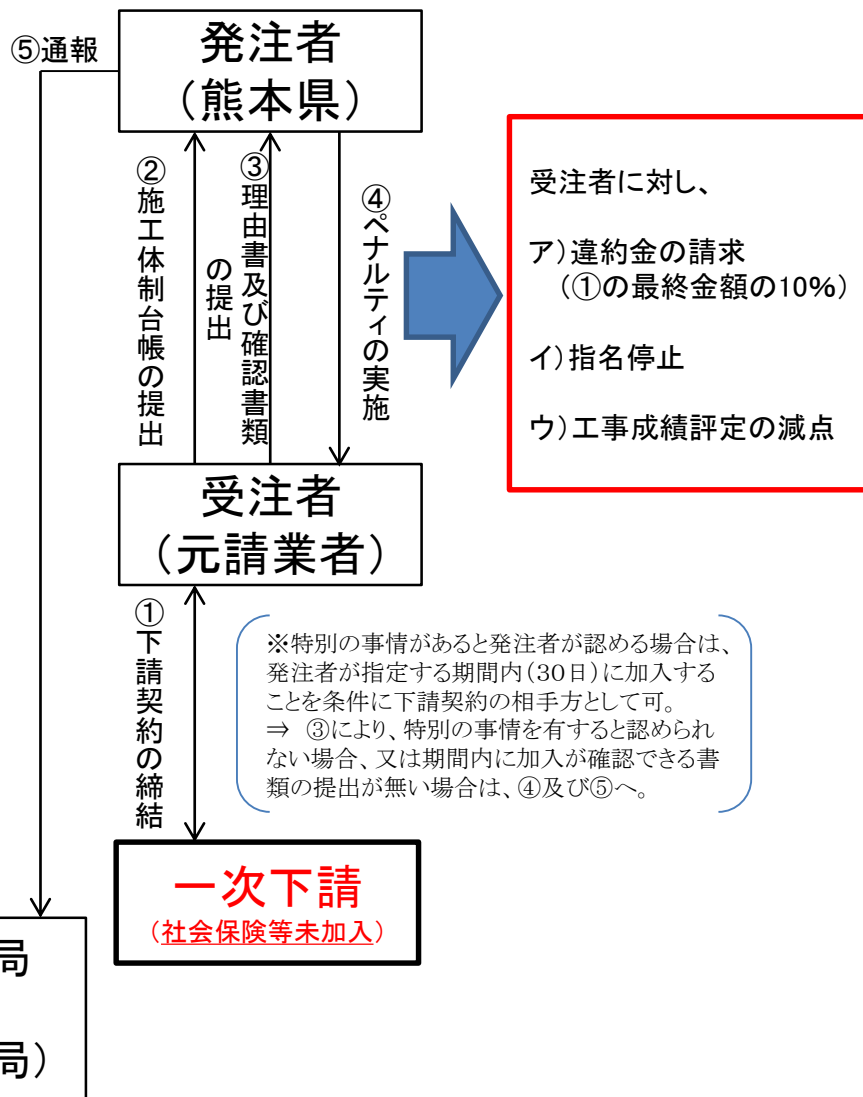 ⑤通報
発注者
（熊本県）
②施工体制台帳の提出
③理由書及び確認書類
の提出
④ペナルティの実施
受注者に対し、
ア）違約金の請求
（①の最終金額の10％）
イ）指名停止
ウ）工事成績評定の減点
受注者
（元請業者）
①下請契約の締結
※特別の事情があると発注者が認める場合は、
発注者が指定する期間内（30日）に加入する
ことを条件に下請契約の相手方として可。
⇒　③により、特別の事情を有すると認められ
ない場合、又は期間内に加入が確認できる書
類の提出が無い場合は、④及び⑤へ。
一次下請
（社会保険等未加入）
局
局）